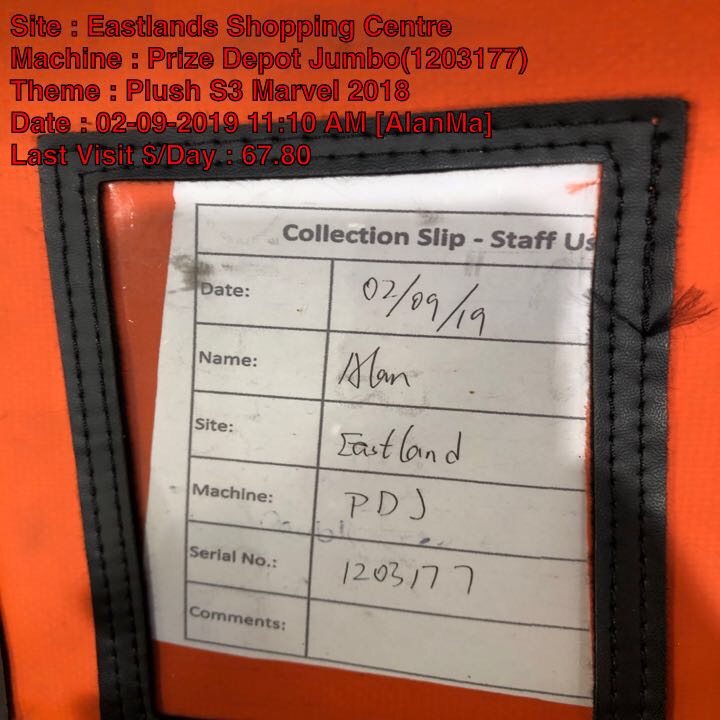 Site : Eastlands Shopping Centre
Machine : Prize Depot Jumbo(1203177)
Theme : Plush S3 Marvel 2018
Date : 02-09-2019 11:10 AM [AlanMa]
Last Visit $/Day : 67.80
Collection Slip - Staff Us
Date: 02/09/19
Name: Alan
Site: Eastland
Machine: PDJ
Serial No.: 1203177
Comments: